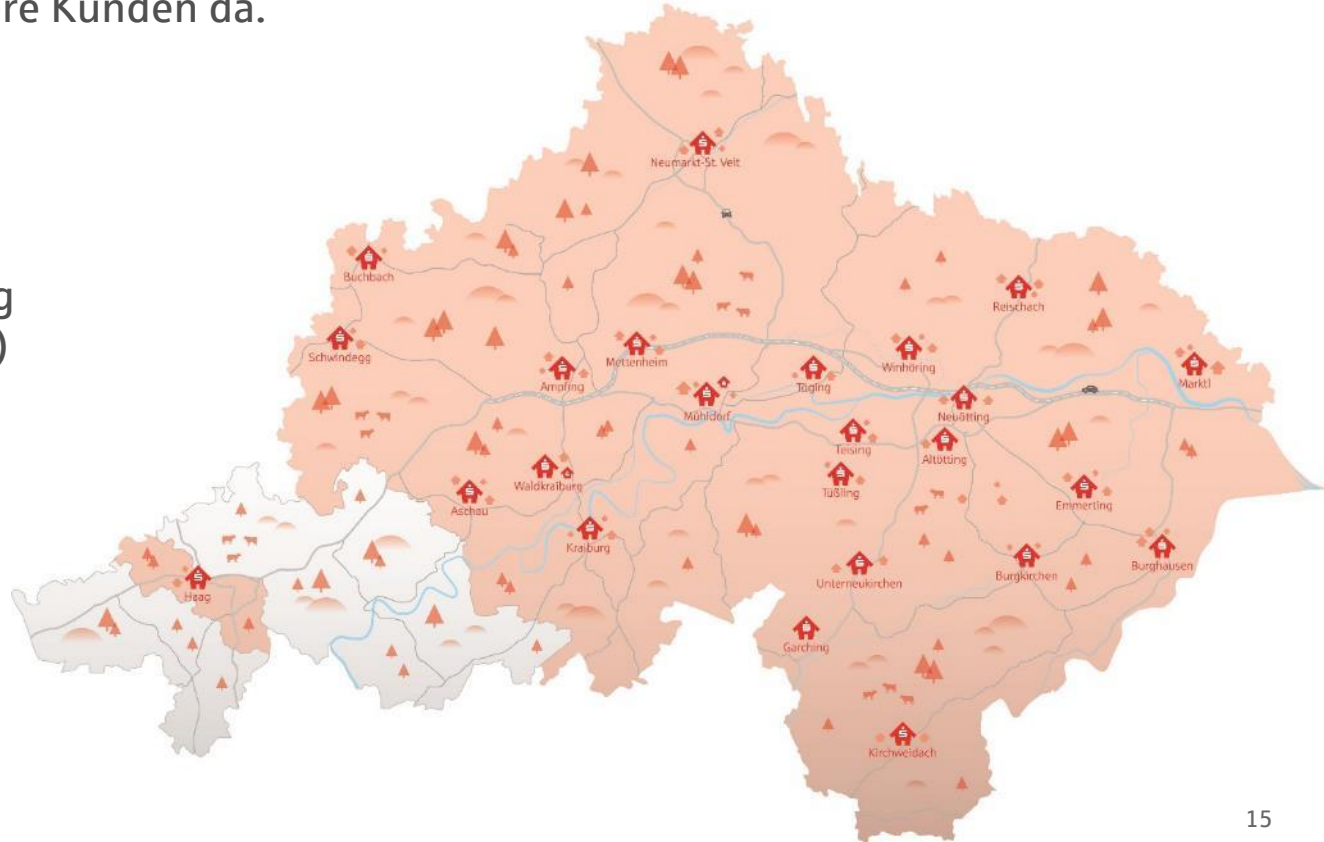 re Kunden da.
Neumarkt-St. Veit
Buchbach
g
Reischach
)
Schwindegg
Mettenheim
Winhöring
Ampfing
Töging
Marktl
Mühldorf
Neuötting
Teising
Altötting
Waldkraiburg
Tüßling
Aschau
Emmerting
Kraiburg
Burghausen
Burgkirchen
Unterneukirchen
Haag
Garching
Kirchweidach
15